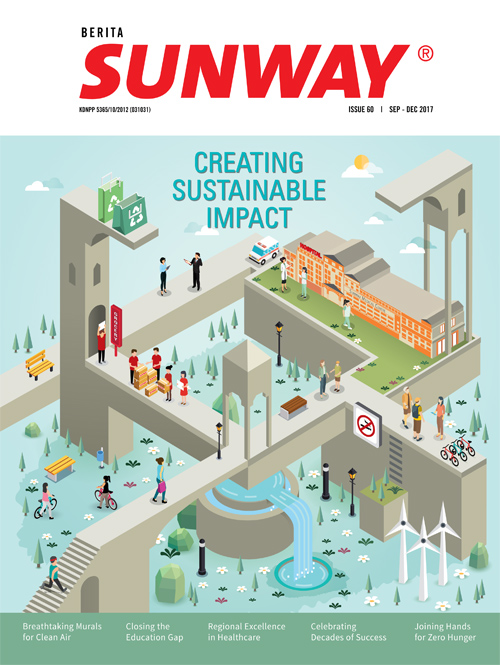 BERITA
SUNWAY®
KDNPP 5365/10/2012 (031031)
ISSUE 60 | SEP - DEC 2017
CREATING
SUSTAINABLE
IMPACT
Breathtaking Murals
for Clean Air
Closing the
Education Gap
Regional Excellence
in Healthcare
Celebrating
Decades of Success
Joining Hands
for Zero Hunger